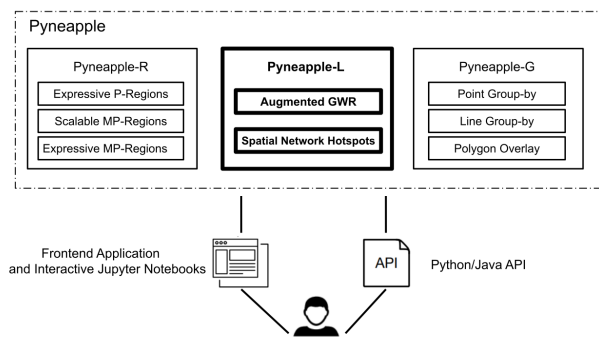 Pyneapple
Pyneapple-R
Expressive P-Regions
Scalable MP-Regions
Expressive MP-Regions
Pyneapple-L
Augmented GWR
Spatial Network Hotspots
Pyneapple-G
Point Group-by
Line Group-by
Polygon Overlay
Frontend Application
and Interactive Jupyter Notebooks
API
Python/Java API